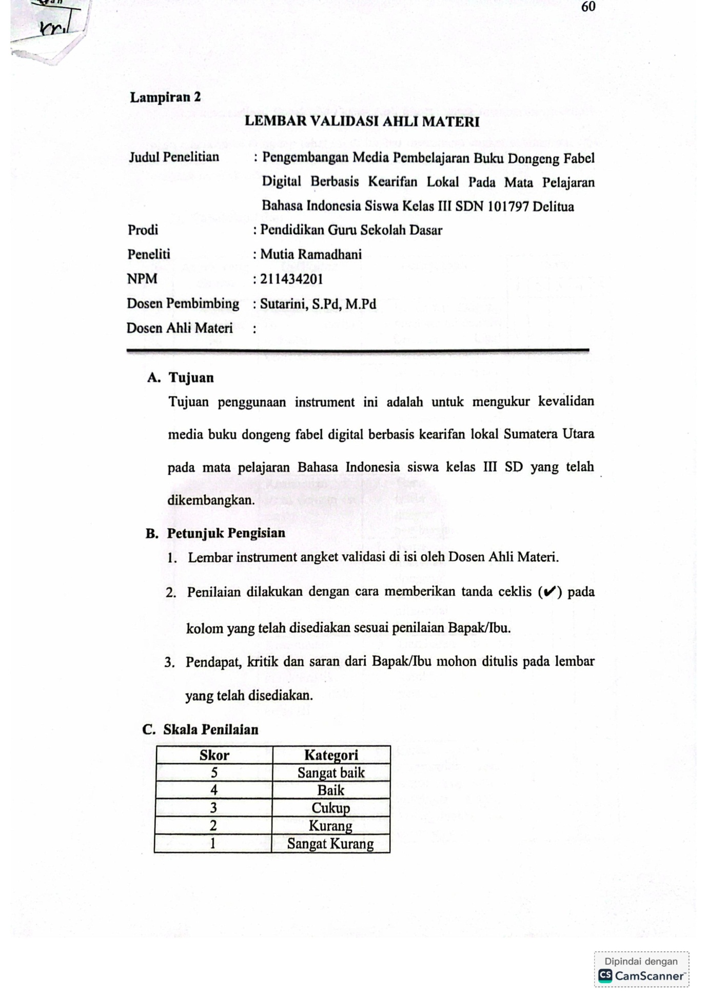 60
Lampiran 2
LEMBAR VALIDASI AHLI MATERI
Judul Penelitian : Pengembangan Media Pembelajaran Buku Dongeng Fabel
Digital Berbasis Kearifan Lokal Pada Mata Pelajaran
Bahasa Indonesia Siswa Kelas III SDN 101797 Delitua
Prodi : Pendidikan Guru Sekolah Dasar
Peneliti : Mutia Ramadhani
NPM : 211434201
Dosen Pembimbing : Sutarini, S.Pd, M.Pd
Dosen Ahli Materi :
A. Tujuan
Tujuan penggunaan instrument ini adalah untuk mengukur kevalidan
media buku dongeng fabel digital berbasis kearifan lokal Sumatera Utara
pada mata pelajaran Bahasa Indonesia siswa kelas III SD yang telah
dikembangkan.
B. Petunjuk Pengisian
1. Lembar instrument angket validasi di isi oleh Dosen Ahli Materi.
2. Penilaian dilakukan dengan cara memberikan tanda ceklis (✔) pada
kolom yang telah disediakan sesuai penilaian Bapak/Ibu.
3. Pendapat, kritik dan saran dari Bapak/Ibu mohon ditulis pada lembar
yang telah disediakan.
C. Skala Penilaian
Skor Kategori
5 Sangat baik
4 Baik
3 Cukup
2 Kurang
1 Sangat Kurang
Dipindai dengan
CS CamScanner™